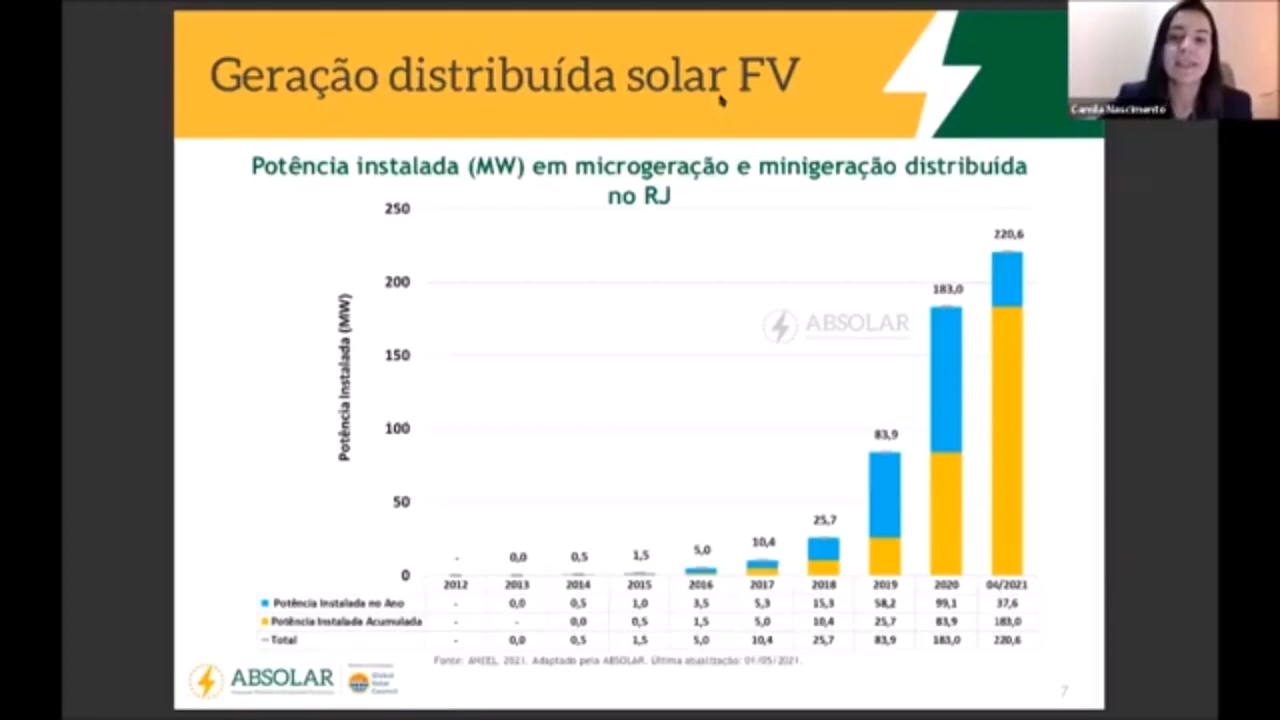 Geração distribuída solar FV
Camila Nascimento
Potência instalada (MW) em microgeração e minigeração distribuída
no RJ
Potência Instalada (MW)
250
200
150
100
50
0
ABSOLAR
- 0,0 0,5 1,5 5,0 10,4 25,7 83,9 183,0 220,6
2012 2013 2014 2015 2016 2017 2018 2019 2020 04/2021
Potência Instalada no Ano - 0,0 0,5 1,0 3,5 5,3 15,3 58,2 99,1 37,6
Potência Instalada Acumulada - - 0,0 0,5 1,5 5,0 10,4 25,7 83,9 183,0
Total - 0,0 0,5 1,5 5,0 10,4 25,7 83,9 183,0 220,6
Fonte: ANEEL, 2021. Adaptado pela ABSOLAR. Última atualização: 01/05/2021.
ABSOLAR
Global
Solar
Council
7